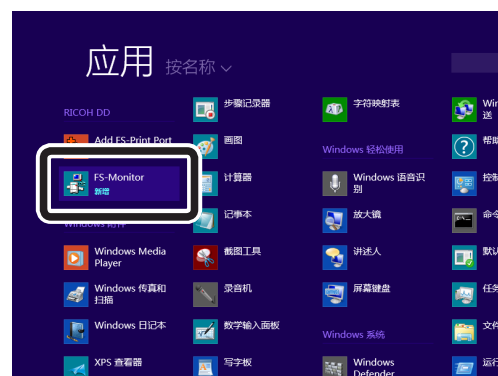 应用 按名称
RICOH DD
Add FS-Print Port
FS-Monitor
新增
Windows 附件
Windows Media
Player
Windows 传真和
扫描
Windows 日记本
XPS 查看器
步骤记录器
画图
计算器
记事本
截图工具
录音机
数学输入面板
写字板
字符映射表
Windows 轻松使用
Windows 语音识
别
放大镜
讲述人
屏幕键盘
Windows 系统
Windows
Defender
Win
送
帮助
控制
命令
默认
任务
文件
运行